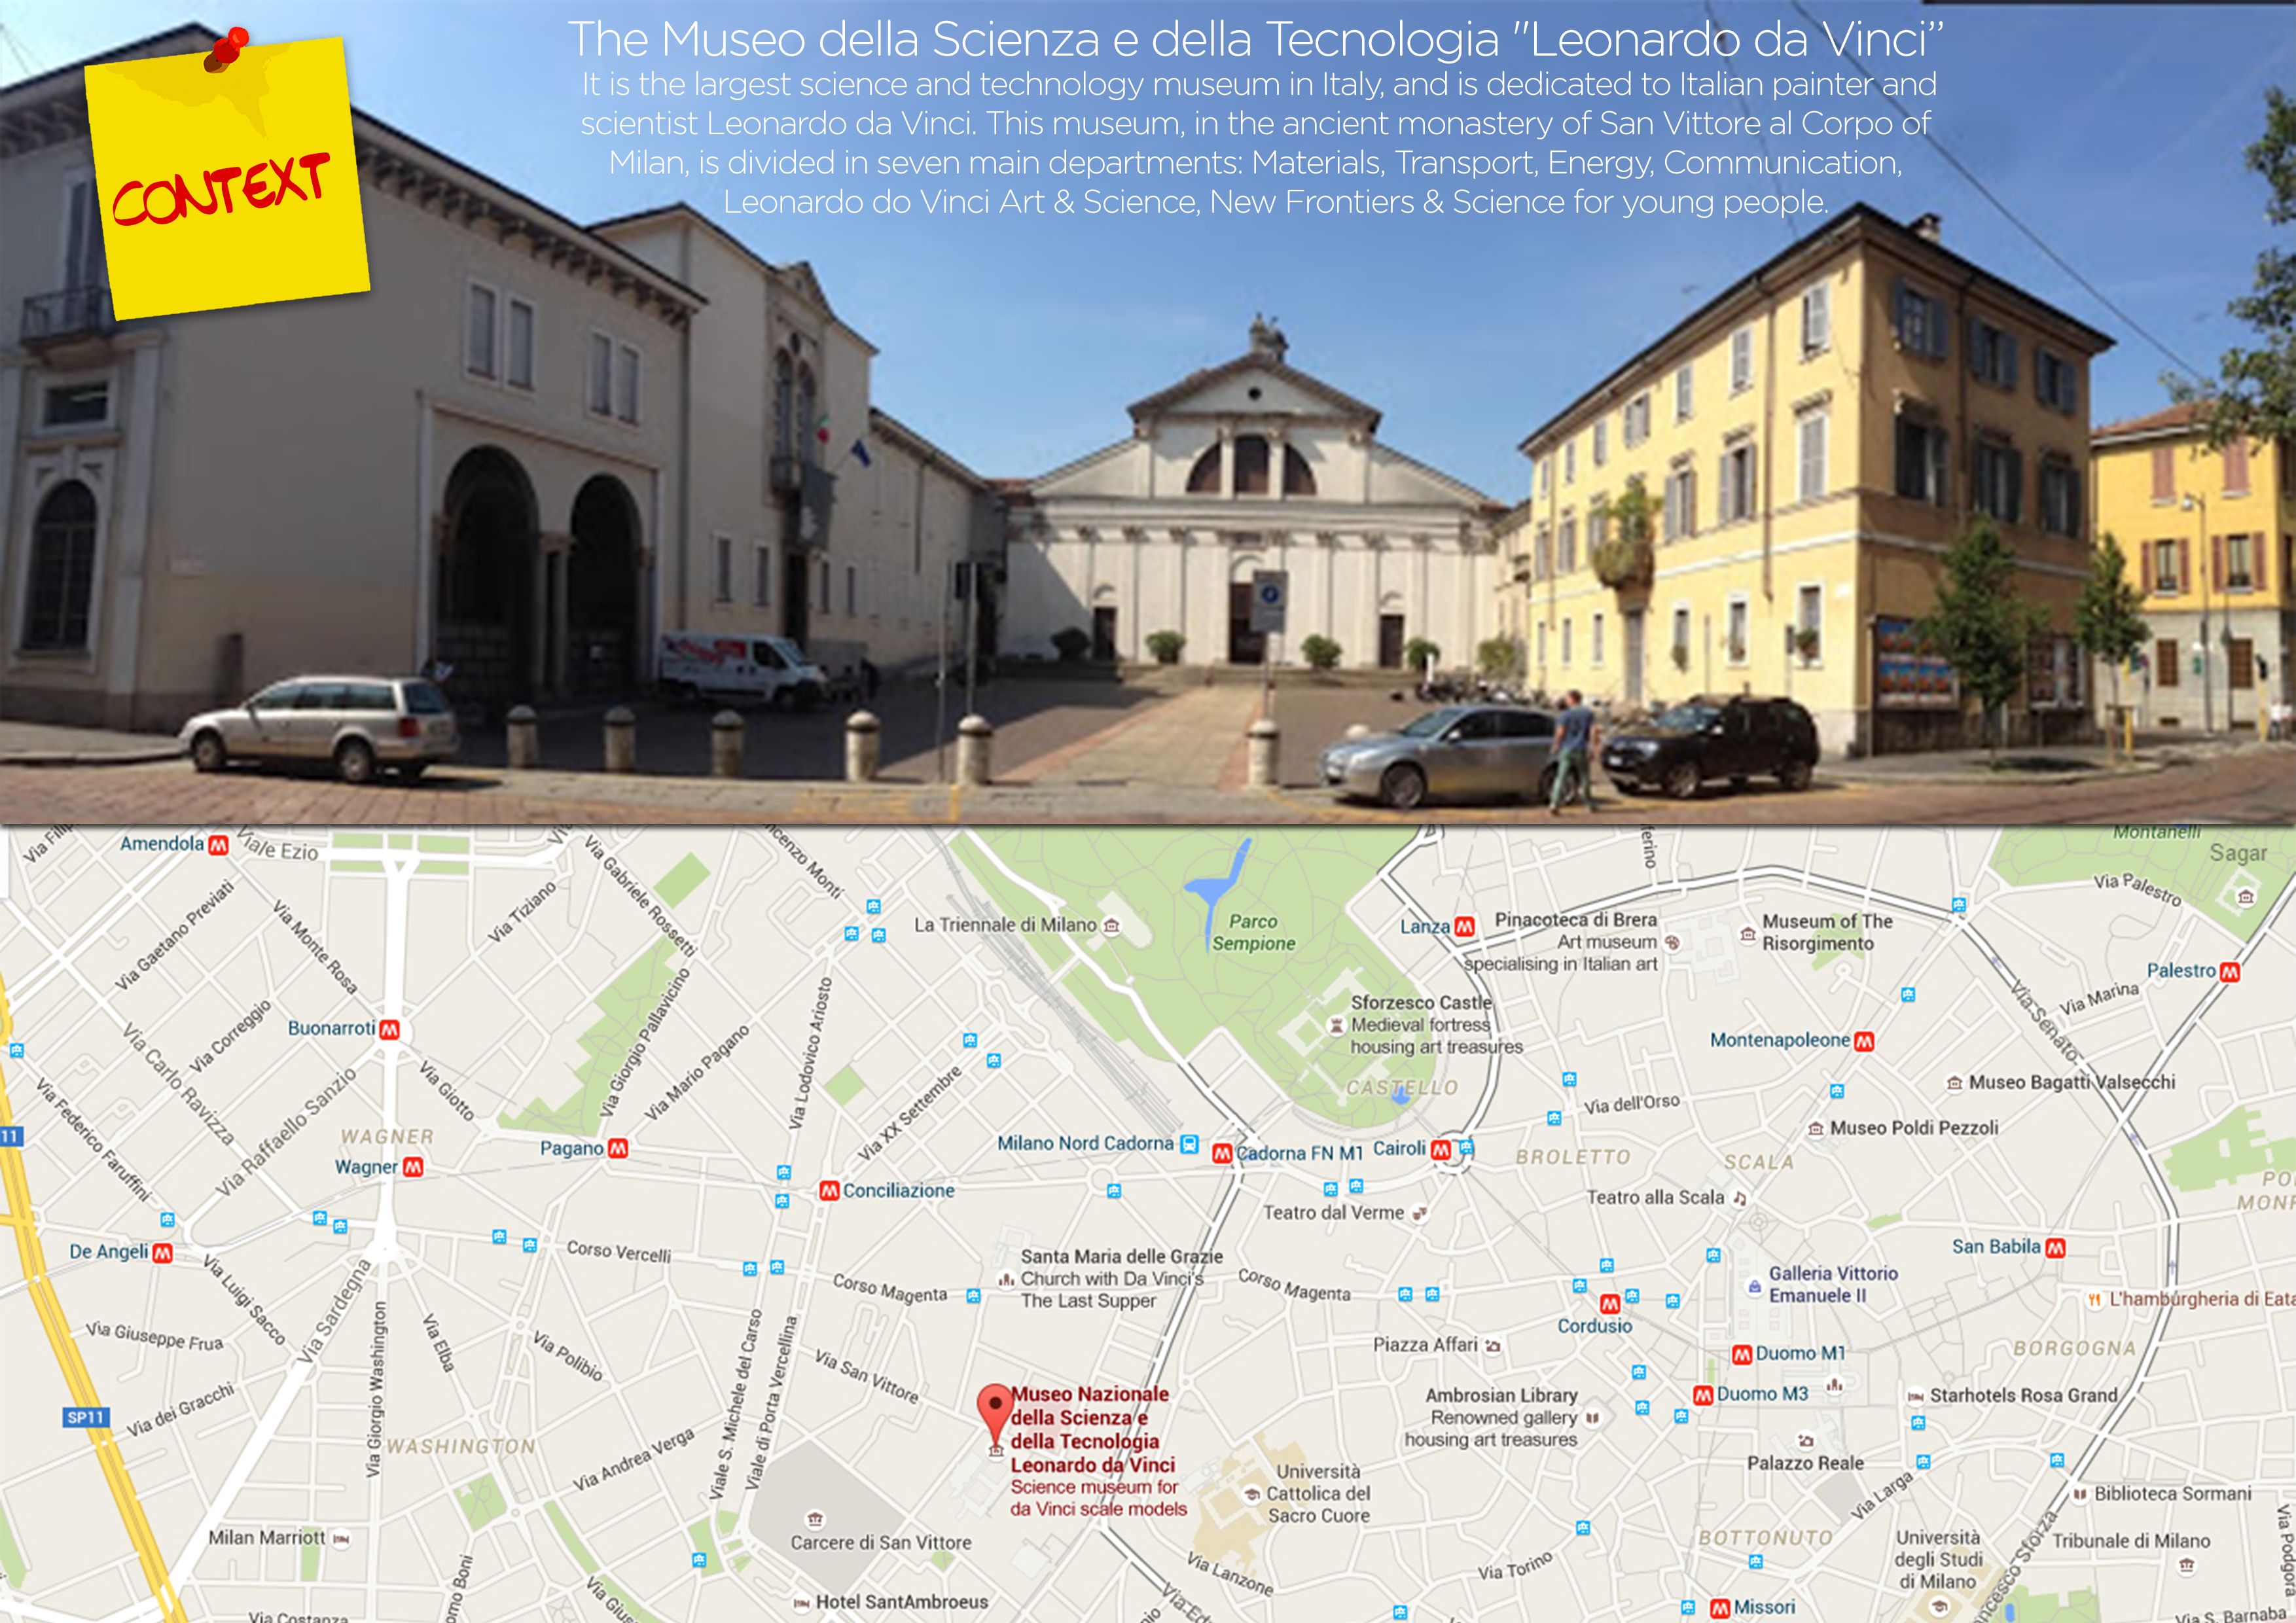 CONTEXT
The Museo della Scienza e della Tecnologia "Leonardo da Vinci”
It is the largest science and technology museum in Italy, and is dedicated to Italian painter and
scientist Leonardo da Vinci. This museum, in the ancient monastery of San Vittore al Corpo of
Milan, is divided in seven main departments: Materials, Transport, Energy, Communication,
Leonardo do Vinci Art & Science, New Frontiers & Science for young people.
Amendola
Viale Ezio
Via Gabriele Rossetti
Via Tiziano
Via Gaetano Previati
Via Monte Rosa
Montanelli
Sagar
Via Palestro
La Triennale di Milano
Parco
Sempione
Lanza
Pinacoteca di Brera
Art museum
specialising in Italian art
Museum of The
Risorgimento
Palestro
Via Marina
Via Senato
Buonarroti
Via Correggio
Via Carlo Ravizza
Via Giorgio Pallavicino
Via Mario Pagano
Via Lodovico Ariosto
Sforzesco Castle
Medieval fortress
housing art treasures
Montenapoleone
CASTELLO
Museo Bagatti Valsecchi
Via dell'Orso
Via Giotto
Via XX Settembre
Via Federico Faruffini
Via Raffaello Sanzio
11
WAGNER
Wagner
Pagano
Milano Nord Cadorna
Cadorna FN M1
Cairoli
BROLETTO
Museo Poldi Pezzoli
SCALA
Conciliazione
Teatro dal Verme
Teatro alla Scala
De Angeli
Corso Vercelli
Santa Maria delle Grazie
Church with Da Vinci's
The Last Supper
Corso Magenta
Corso Magenta
San Babila
Galleria Vittorio
Emanuele II
L'hamburgheria di Eata
Cordusio
Via Luigi Sacco
Via Sardegna
Via Giuseppe Frua
Via Giorgio Washington
Via Elba
Via Polibio
Viale S. Michele del Carso
Viale di Porta Vercellina
Via San Vittore
Piazza Affari
Duomo M1
BORGOGNA
Museo Nazionale
della Scienza e
della Tecnologia
Leonardo da Vinci
Science museum for
da Vinci scale models
Ambrosian Library
Renowned gallery
housing art treasures
Duomo M3
Starhotels Rosa Grand
SP11
Via dei Gracchi
WASHINGTON
Via Andrea Verga
Università
Cattolica del
Sacro Cuore
Palazzo Reale
Via Larga
Biblioteca Sormani
Milan Marriott
Carcere di San Vittore
BOTTONUTO
Università
degli Studi
di Milano
Tribunale di Milano
Via Podgora
Via Lanzone
Via Torino
Hotel SantAmbroeus
Missori
Via Costanza
Via S. Barnaba